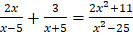 2x/(x-5) + 3/(x+5) = (2x²+11)/(x²-25)